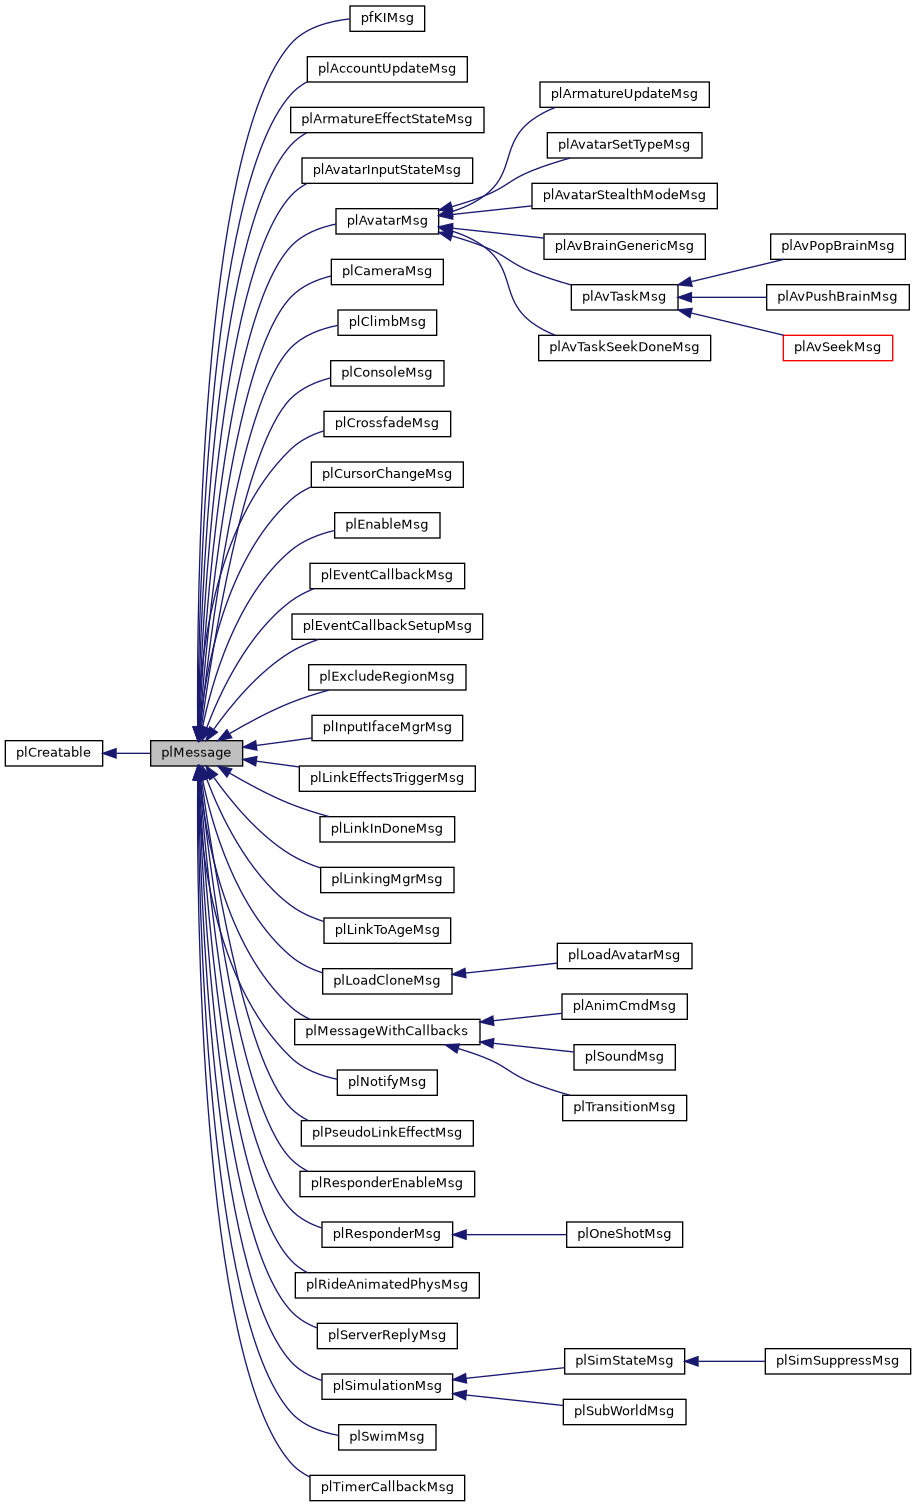 pfKIMsg
plAccountUpdateMsg
plArmatureUpdateMsg
plArmatureEffectStateMsg
plAvatarSetTypeMsg
plAvatarInputStateMsg
plAvatarStealthModeMsg
plAvatarMsg
plAvBrainGenericMsg
plAvPopBrainMsg
plCameraMsg
plAvTaskMsg
plAvPushBrainMsg
plClimbMsg
plAvTaskSeekDoneMsg
plAvSeekMsg
plConsoleMsg
plCrossfadeMsg
plCursorChangeMsg
plEnableMsg
plEventCallbackMsg
plEventCallbackSetupMsg
plExcludeRegionMsg
plInputIfaceMgrMsg
plCreatable
plMessage
plLinkEffectsTriggerMsg
plLinkInDoneMsg
plLinkingMgrMsg
plLinkToAgeMsg
plLoadAvatarMsg
plLoadCloneMsg
plAnimCmdMsg
plMessageWithCallbacks
plSoundMsg
plNotifyMsg
plTransitionMsg
plPseudoLinkEffectMsg
plResponderEnableMsg
plResponderMsg
plOneShotMsg
plRideAnimatedPhysMsg
plServerReplyMsg
plSimStateMsg
plSimSuppressMsg
plSimulationMsg
plSubWorldMsg
plSwimMsg
plTimerCallbackMsg